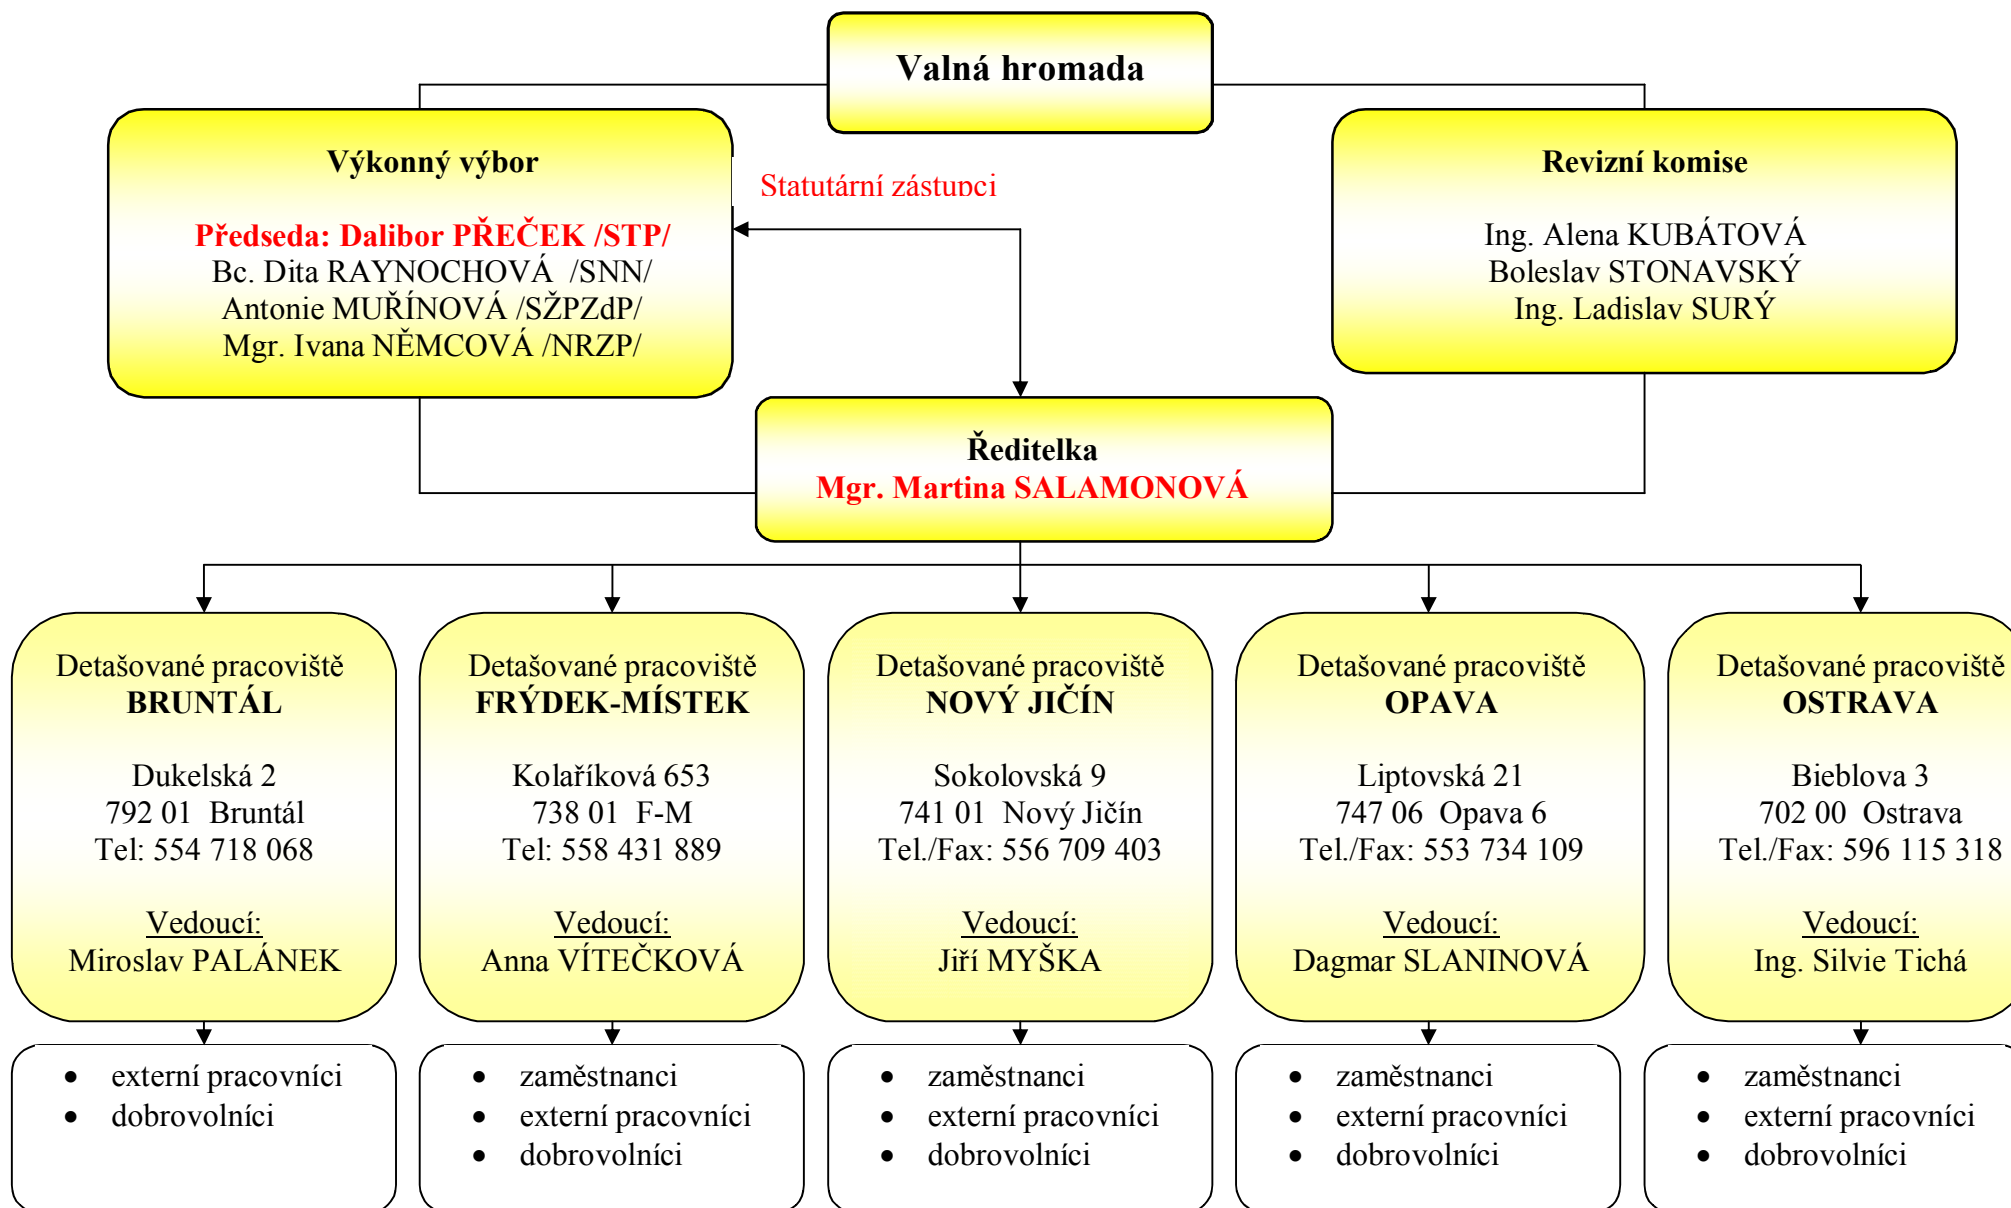 Valná hromada
Výkonný výbor
Předseda: Dalibor PŘEČEK /STP/
Bc. Dita RAYNOCHOVÁ /SNN/
Antonie MUŘÍNOVÁ /SŽPZdP/
Mgr. Ivana NĚMCOVÁ /NRZP/
Statutární zástupci
Revizní komise
Ing. Alena KUBÁTOVÁ
Boleslav STONAVSKÝ
Ing. Ladislav SURÝ
Ředitelka
Mgr. Martina SALAMONOVÁ
Detašované pracoviště
BRUNTÁL
Dukelská 2
792 01 Bruntál
Tel: 554 718 068
Vedoucí:
Miroslav PALÁNEK
Detašované pracoviště
FRÝDEK-MÍSTEK
Kolaříková 653
738 01 F-M
Tel: 558 431 889
Vedoucí:
Anna VÍTEČKOVÁ
Detašované pracoviště
NOVÝ JIČÍN
Sokolovská 9
741 01 Nový Jičín
Tel./Fax: 556 709 403
Vedoucí:
Jiří MYŠKA
Detašované pracoviště
OPAVA
Liptovská 21
747 06 Opava 6
Tel./Fax: 553 734 109
Vedoucí:
Dagmar SLANINOVÁ
Detašované pracoviště
OSTRAVA
Bieblova 3
702 00 Ostrava
Tel./Fax: 596 115 318
Vedoucí:
Ing. Silvie Tichá
• externí pracovníci
• dobrovolníci
• zaměstnanci
• externí pracovníci
• dobrovolníci
• zaměstnanci
• externí pracovníci
• dobrovolníci
• zaměstnanci
• externí pracovníci
• dobrovolníci
• zaměstnanci
• externí pracovníci
• dobrovolníci